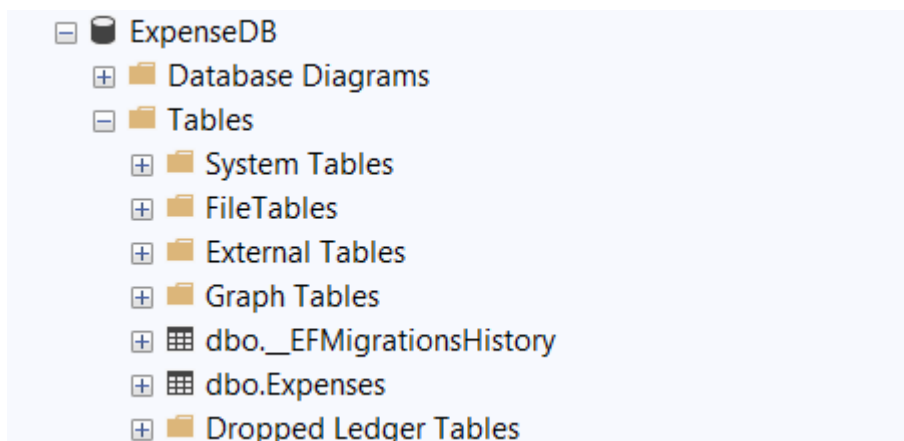 ExpenseDB
Database Diagrams
Tables
System Tables
FileTables
External Tables
Graph Tables
dbo.__EFMigrationsHistory
dbo.Expenses
Dropped Ledger Tables